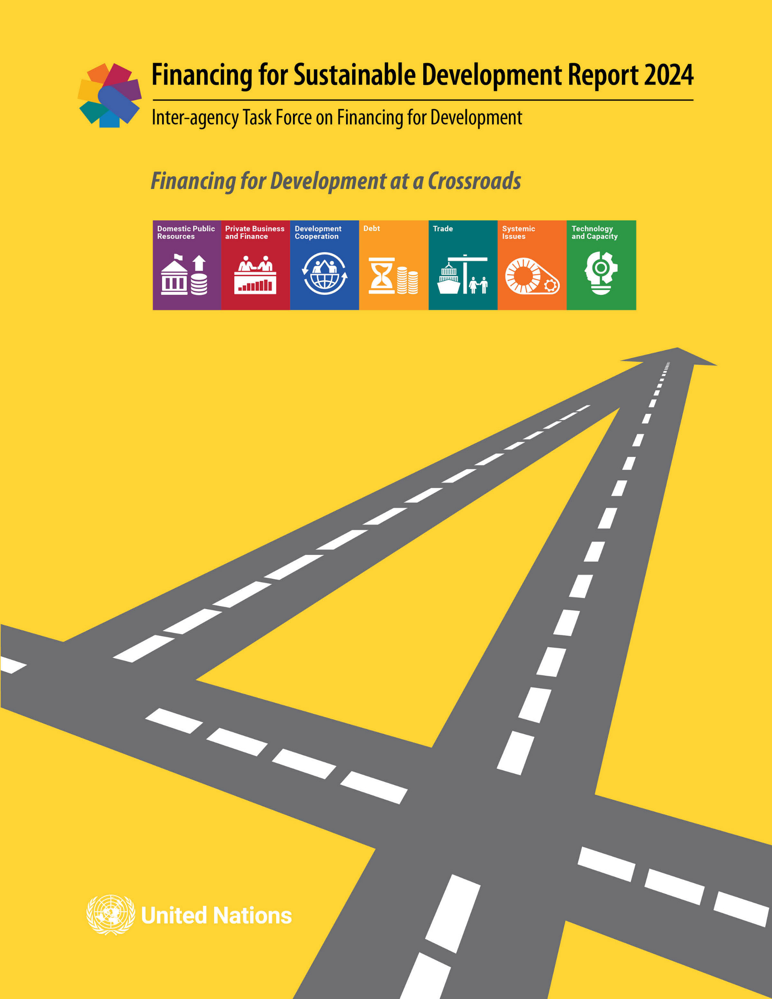 Financing for Sustainable Development Report 2024
Inter-agency Task Force on Financing for Development
Financing for Development at a Crossroads
Domestic Public
Resources
Private Business
and Finance
Development
Cooperation
Debt
Trade
Systemic
Issues
Technology
and Capacity
United Nations